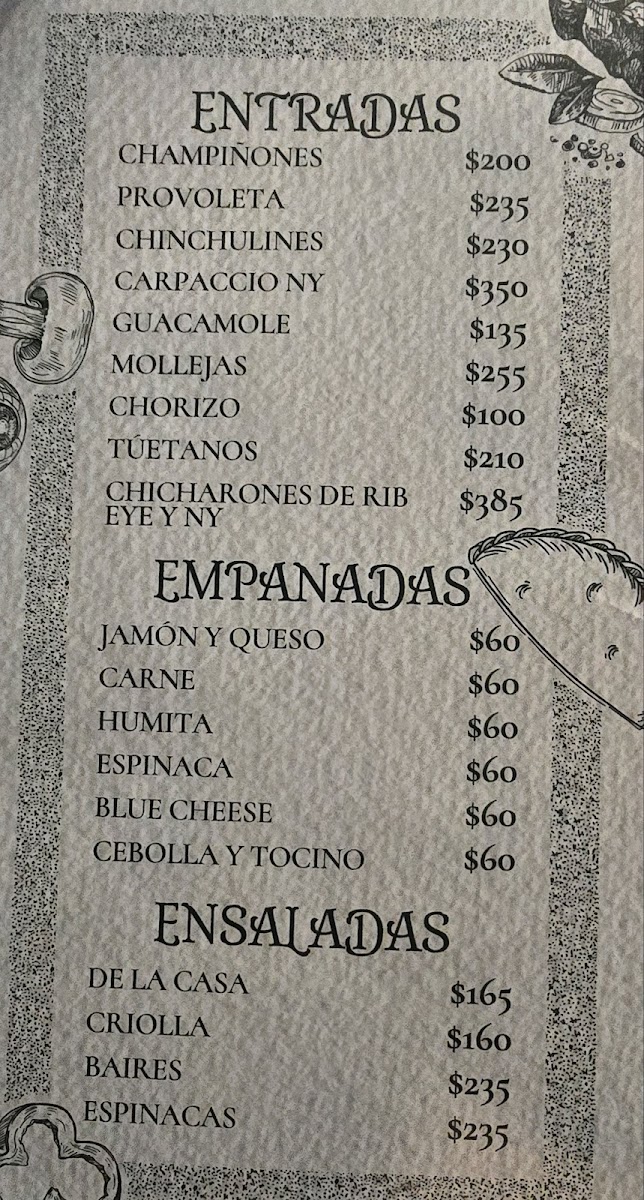 ENTRADAS
CHAMPIÑONES $200
PROVOLETA $235
CHINCHULINES $230
CARPACCIO NY $350
GUACAMOLE $135
MOLLEJAS $255
CHORIZO $100
TÚETANOS $210
CHICHARONES DE RIB $385
EYE Y NY
EMPANADAS
JAMÓN Y QUESO $60
CARNE $60
HUMITA $60
ESPINACA $60
BLUE CHEESE $60
CEBOLLA Y TOCINO $60
ENSALADAS
DE LA CASA $165
CRIOLLA $160
BAIRES $235
ESPINACAS $235